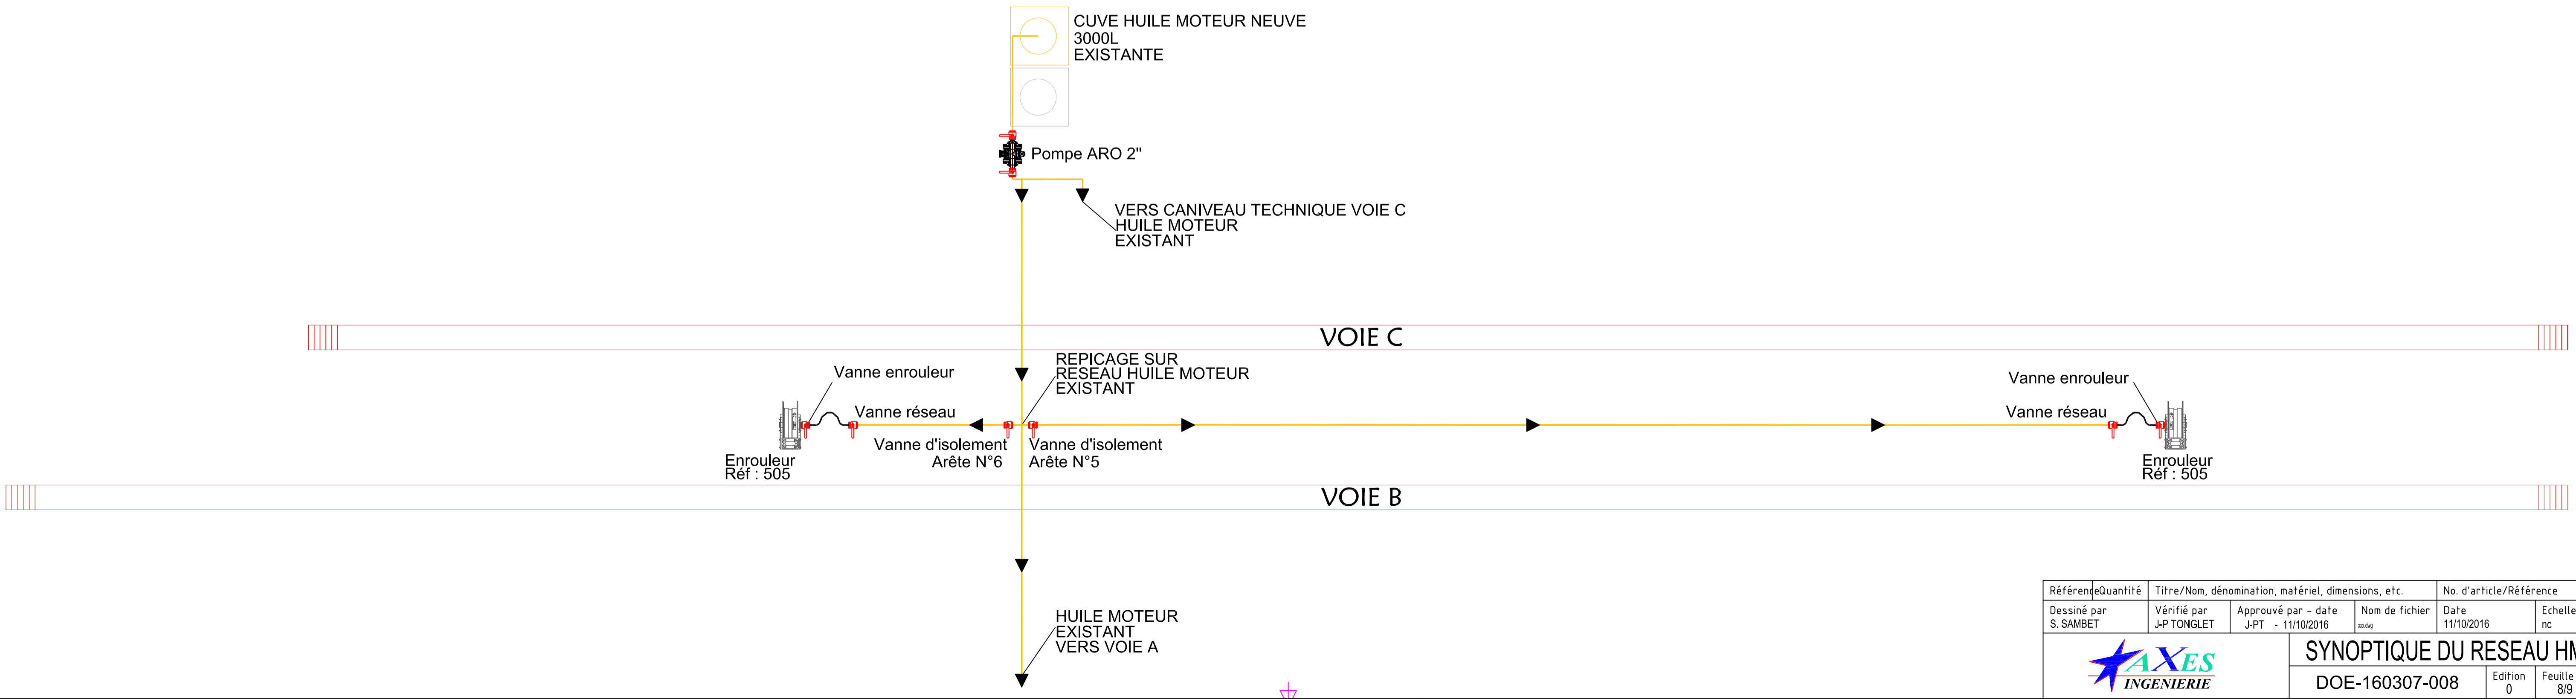 CUVE HUILE MOTEUR NEUVE
3000L
EXISTANTE
Pompe ARO 2"
VERS CANIVEAU TECHNIQUE VOIE C
HUILE MOTEUR
EXISTANT
VOIE C
REPICAGE SUR
RESEAU HUILE MOTEUR
EXISTANT
Vanne enrouleur
Vanne réseau
Vanne d'isolement
Arête N°6
Vanne d'isolement
Arête N°5
Enrouleur
Réf : 505
Vanne enrouleur
Vanne réseau
Enrouleur
Réf : 505
VOIE B
HUILE MOTEUR
EXISTANT
VERS VOIE A
Référence Quantité Titre/Nom, dénomination, matériel, dimensions, etc. No. d'article/Référence
Dessiné par Vérifié par Approuvé par - date Nom de fichier Date Echelle
S. SAMBET J-P TONGLET J-PT - 11/10/2016 11/10/2016 nc
AXES
INGENIERIE
SYNOPTIQUE DU RESEAU HM
DOE-160307-008
Edition
0
Feuille
8/9